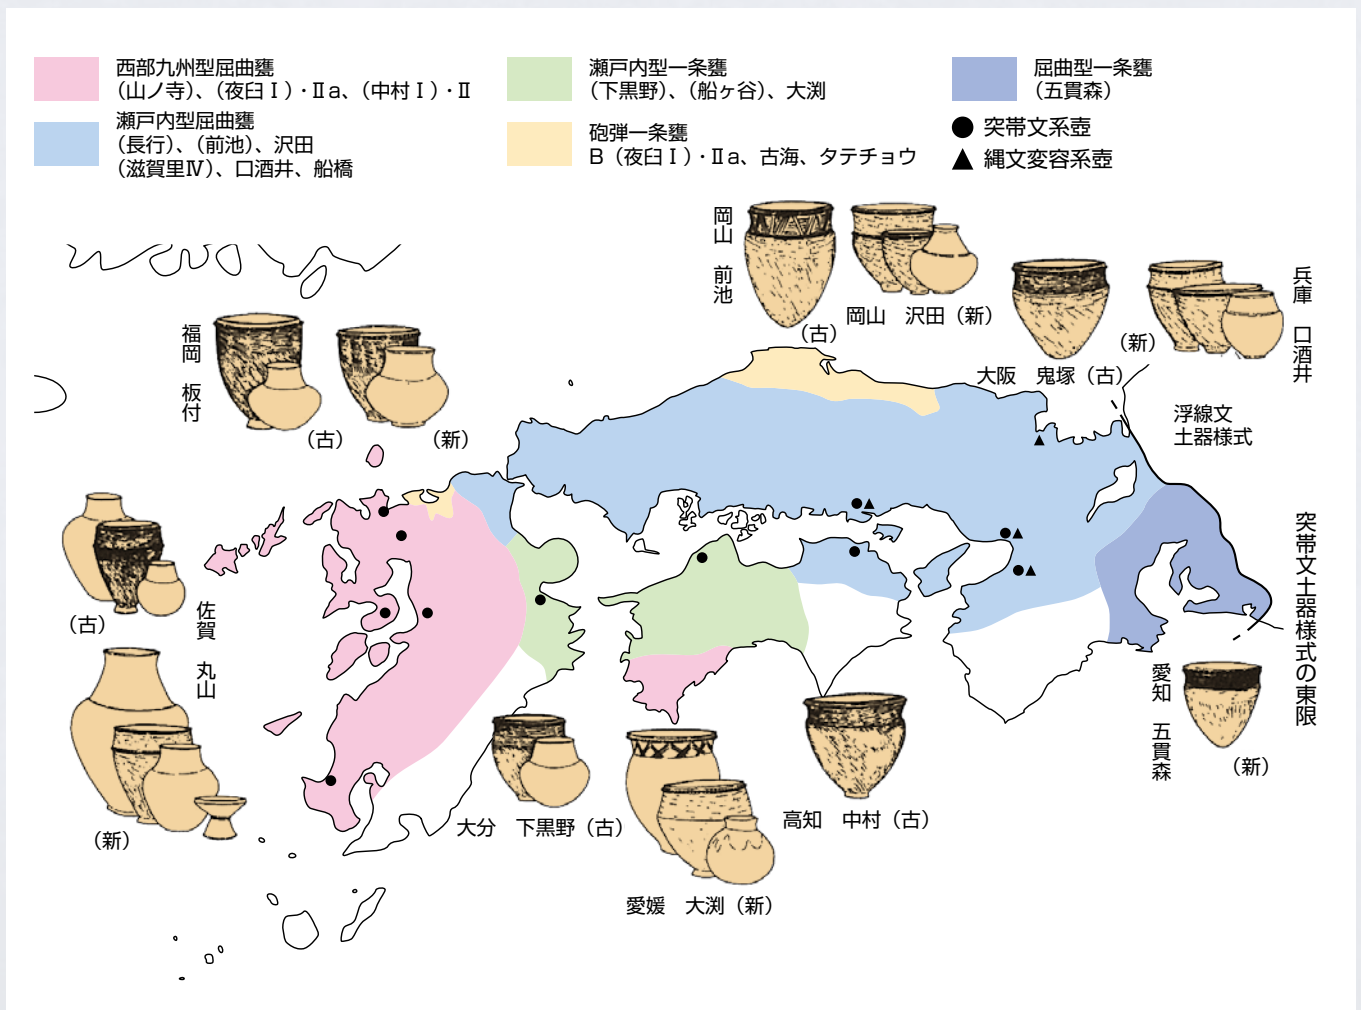 西部九州型屈曲甕
（山ノ寺）、（夜臼Ⅰ）・Ⅱa、（中村Ⅰ）・Ⅱ
瀬戸内型屈曲甕
（長行）、（前池）、沢田
（滋賀里Ⅳ）、口酒井、船橋
瀬戸内型一条甕
（下黒野）、（船ヶ谷）、大渕
砲弾一条甕
B（夜臼Ⅰ）・Ⅱa、古海、タテチョウ
屈曲型一条甕
（五貫森）
突帯文系壺
縄文変容系壺
岡山　前池
（古）
岡山　沢田（新）
大阪　鬼塚（古）
（新）
兵庫　口酒井
福岡　板付
（古）
（新）
浮線文
土器様式
突帯文土器様式の東限
（古）
佐賀　丸山
（新）
大分　下黒野（古）
愛媛　大渕（新）
高知　中村（古）
愛知　五貫森
（新）